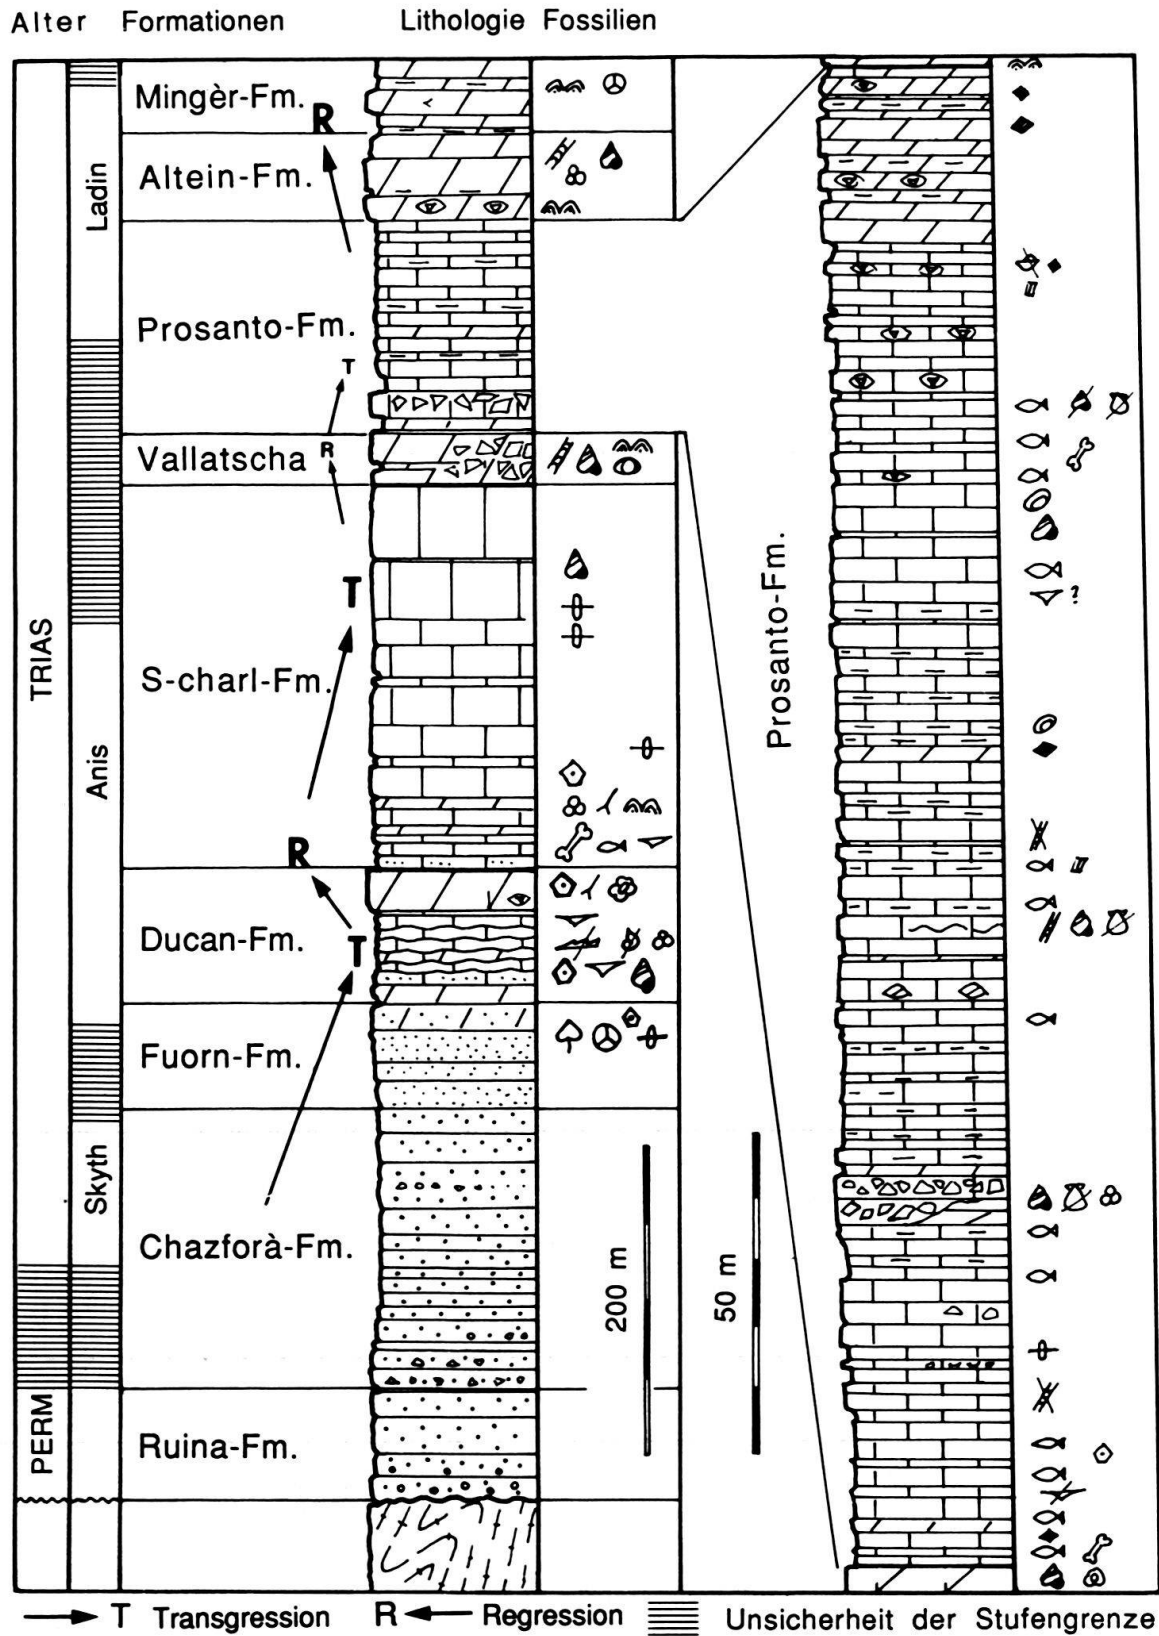 Alter Formationen Lithologie Fossilien
TRIAS
PERM
Ladin
Anis
Skyth
Mingèr-Fm.
R
Altein-Fm.
Prosanto-Fm.
T
Vallatscha R
T
S-charl-Fm.
R
Ducan-Fm. T
Fuorn-Fm.
Chazforà-Fm.
Ruina-Fm.
200 m
50 m
Prosanto-Fm.
?
T Transgression R Regression Unsicherheit der Stufengrenze